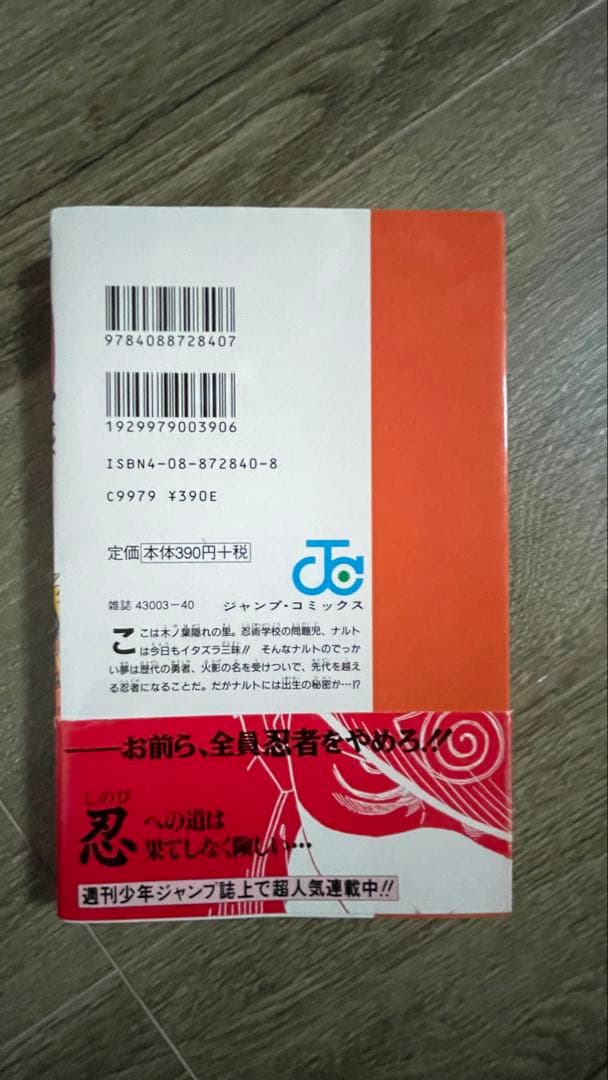 9784088728407
1929979003906
ISBN4-08-872840-8
C9979 ¥390E
定価 本体390円+税
雑誌 43003-40
ジャンプ・コミックス
ここは木ノ葉隠れの里。忍術学校の問題児、ナルト
は今日もイタズラ三昧!! そんなナルトのでっか
い夢は歴代の勇者、火影の名を受けついで、先代を越え
る忍者になることだ。だがナルトには出生の秘密が…!?
──お前ら、全員忍者をやめろ!!
しのび
忍への道は
果てしなく険しい…
週刊少年ジャンプ誌上で超人気連載中!!